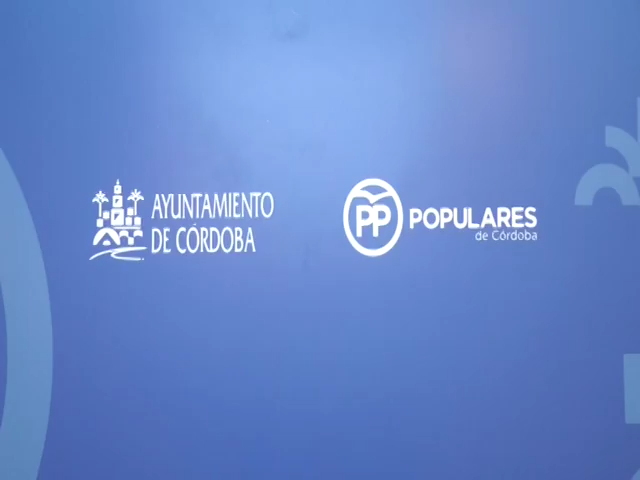 AYUNTAMIENTO
DE CÓRDOBA
PP
POPULARES
de Córdoba